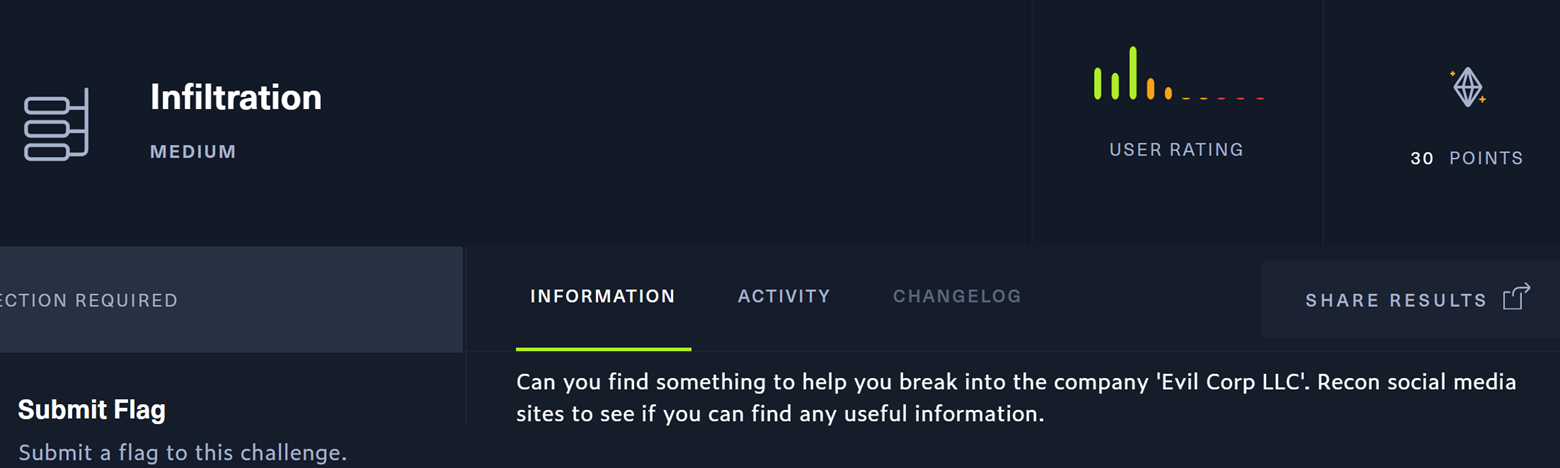 Infiltration
MEDIUM
USER RATING
30 POINTS
ECTION REQUIRED
INFORMATION
ACTIVITY
CHANGELOG
SHARE RESULTS
Can you find something to help you break into the company 'Evil Corp LLC'. Recon social media
sites to see if you can find any useful information.
Submit Flag
Submit a flag to this challenge.